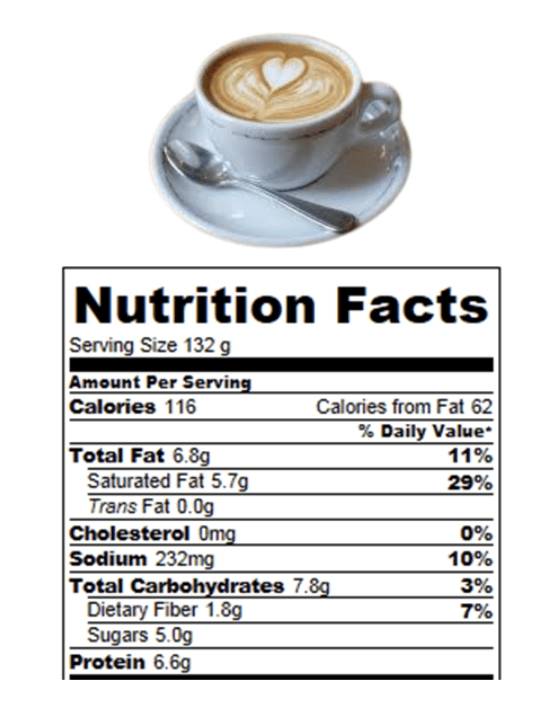 Nutrition Facts
Serving Size 132 g
Amount Per Serving
Calories 116 Calories from Fat 62
% Daily Value*
Total Fat 6.8g 11%
Saturated Fat 5.7g 29%
Trans Fat 0.0g
Cholesterol 0mg 0%
Sodium 232mg 10%
Total Carbohydrates 7.8g 3%
Dietary Fiber 1.8g 7%
Sugars 5.0g
Protein 6.6g